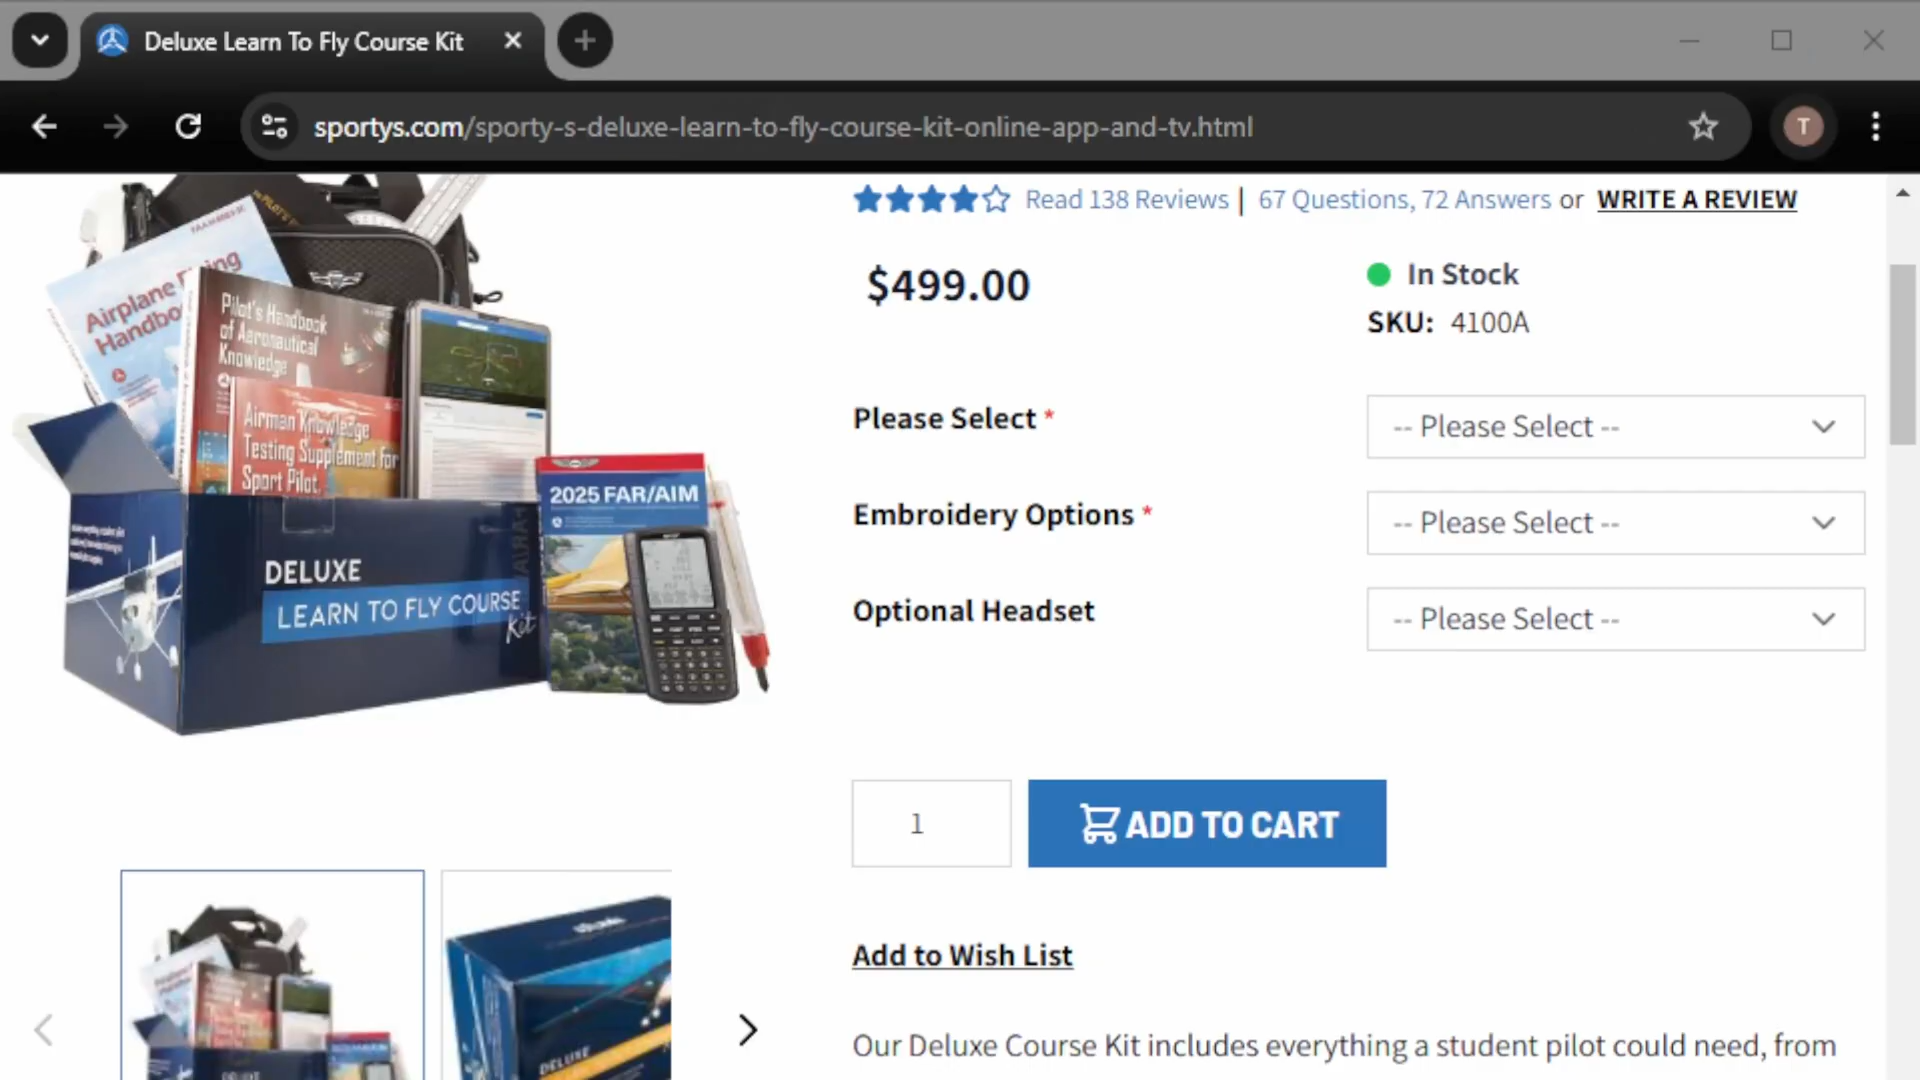 Deluxe Learn To Fly Course Kit
sportys.com/sporty-s-deluxe-learn-to-fly-course-kit-online-app-and-tv.html
T
Read 138 Reviews | 67 Questions, 72 Answers or WRITE A REVIEW
$499.00
In Stock
SKU: 4100A
Please Select *
-- Please Select --
Embroidery Options *
-- Please Select --
Optional Headset
-- Please Select --
1
ADD TO CART
Add to Wish List
Our Deluxe Course Kit includes everything a student pilot could need, from
Airplane Flying
Pilot's Handbook
of Aeronautical
Knowledge
Airman Knowledge
Testing Supplement for
Sport Pilot,
2025 FAR/AIM
DELUXE
LEARN TO FLY COURSE
Kit
DELUXE